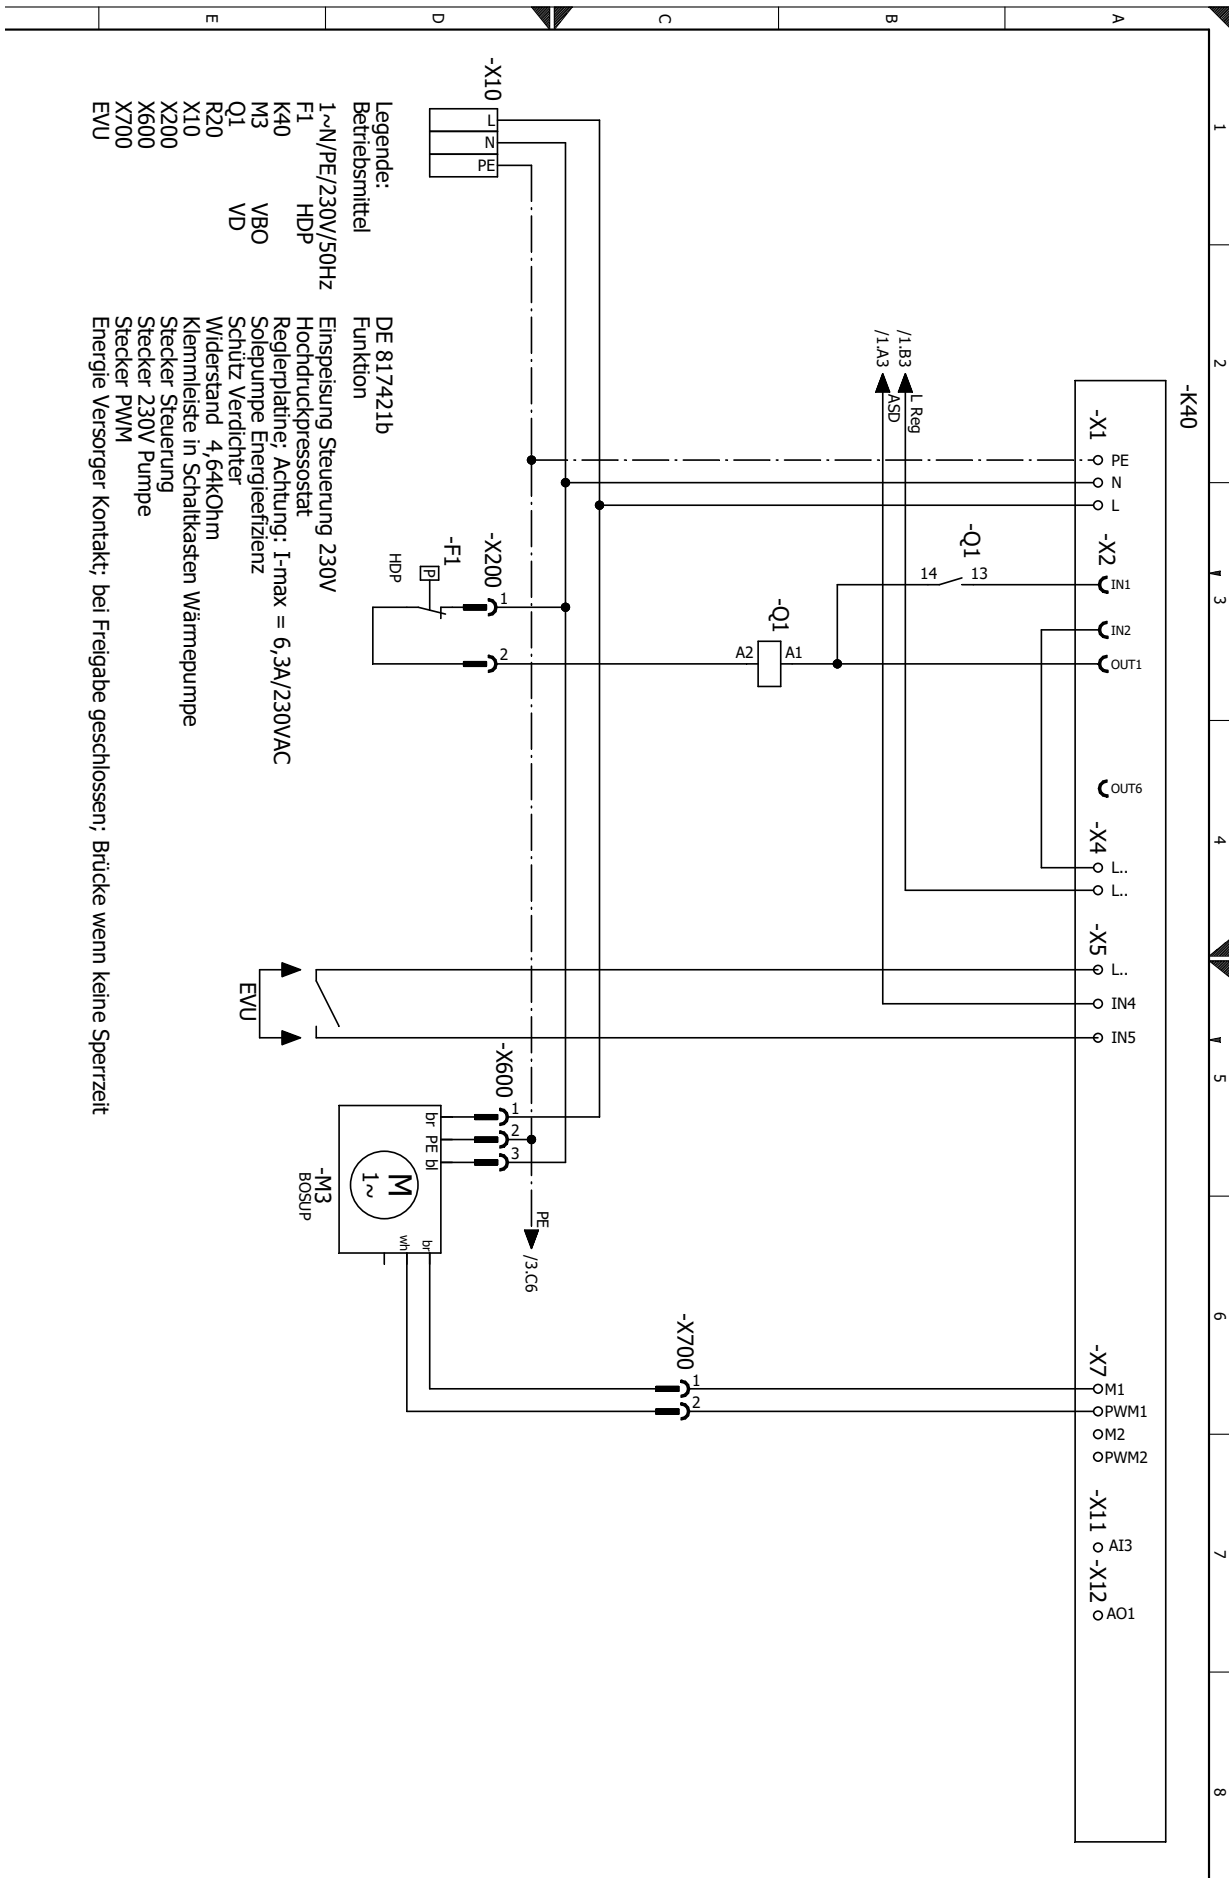 1
2
3
4
5
6
7
8
A
B
C
D
E
-K40
-X1
PE
N
L
-X2
IN1
IN2
OUT1
OUT6
-X4
L..
L..
-X5
L..
IN4
IN5
-X7
M1
PWM1
M2
PWM2
-X11
AI3
-X12
AO1
/1.B3
L Reg
/1.A3
ASD
-Q1
14
13
-Q1
A2
A1
-X10
L
N
PE
-X200
1
2
-F1
P
HDP
EVU
-X600
1
2
3
br
PE
bl
M
1~
-M3
BOSUP
wh
br
PE
/3.C6
-X700
1
2
Legende: DE 817421b
Betriebsmittel Funktion
1~N/PE/230V/50Hz Einspeisung Steuerung 230V
F1 HDP Hochdruckpressostat
K40 Reglerplatine; Achtung: I-max = 6,3A/230VAC
M3 VBO Solepumpe Energieefizienz
Q1 VD Schütz Verdichter
R20 Widerstand 4,64kOhm
X10 Klemmleiste in Schaltkasten Wärmepumpe
X200 Stecker Steuerung
X600 Stecker 230V Pumpe
X700 Stecker PWM
EVU Energie Versorger Kontakt; bei Freigabe geschlossen; Brücke wenn keine Sperrzeit